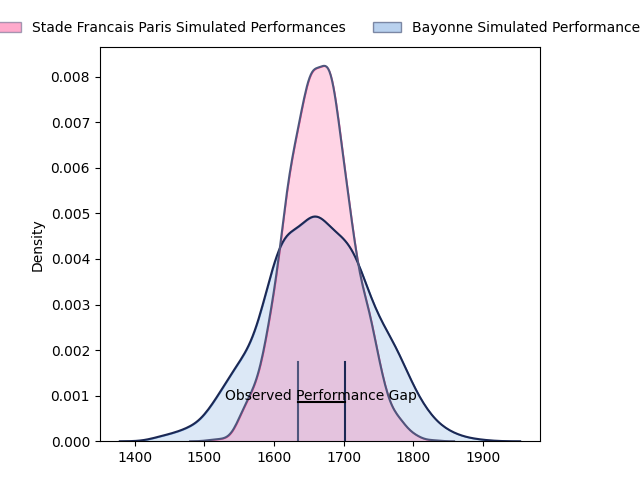 Stade Francais Paris Simulated Performances Bayonne Simulated Performance
0.008
0.007
0.006
0.005
0.004
0.003
0.002
0.001
0.000
Density
Observed Performance Gap
1400 1500 1600 1700 1800 1900